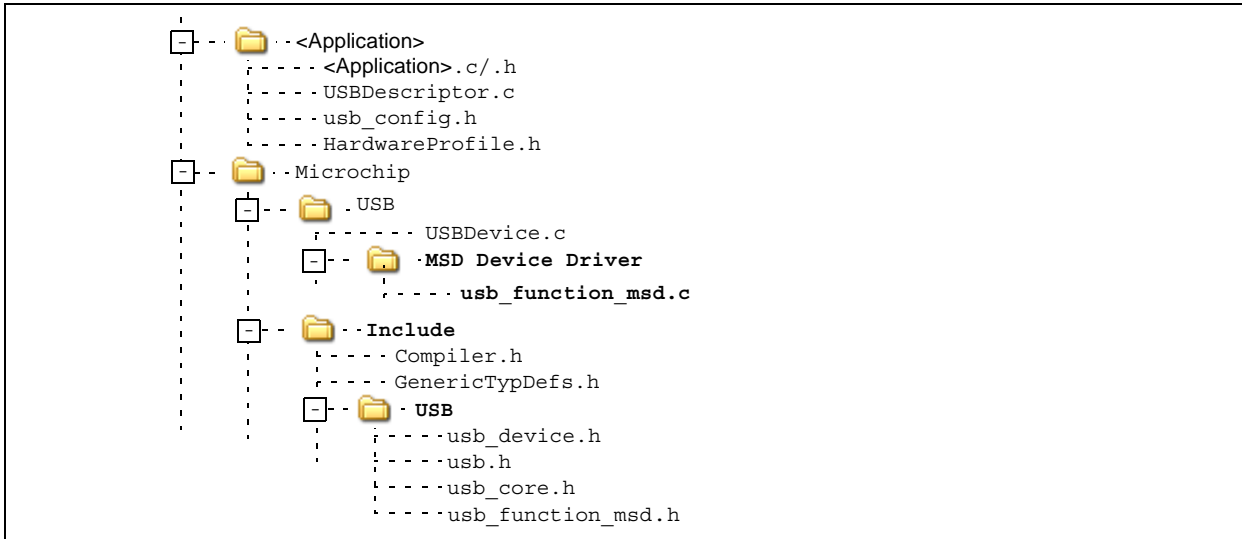 <Application>
<Application>.c/.h
USBDescriptor.c
usb_config.h
HardwareProfile.h
Microchip
USB
USBDevice.c
MSD Device Driver
usb_function_msd.c
Include
Compiler.h
GenericTypDefs.h
USB
usb_device.h
usb.h
usb_core.h
usb_function_msd.h